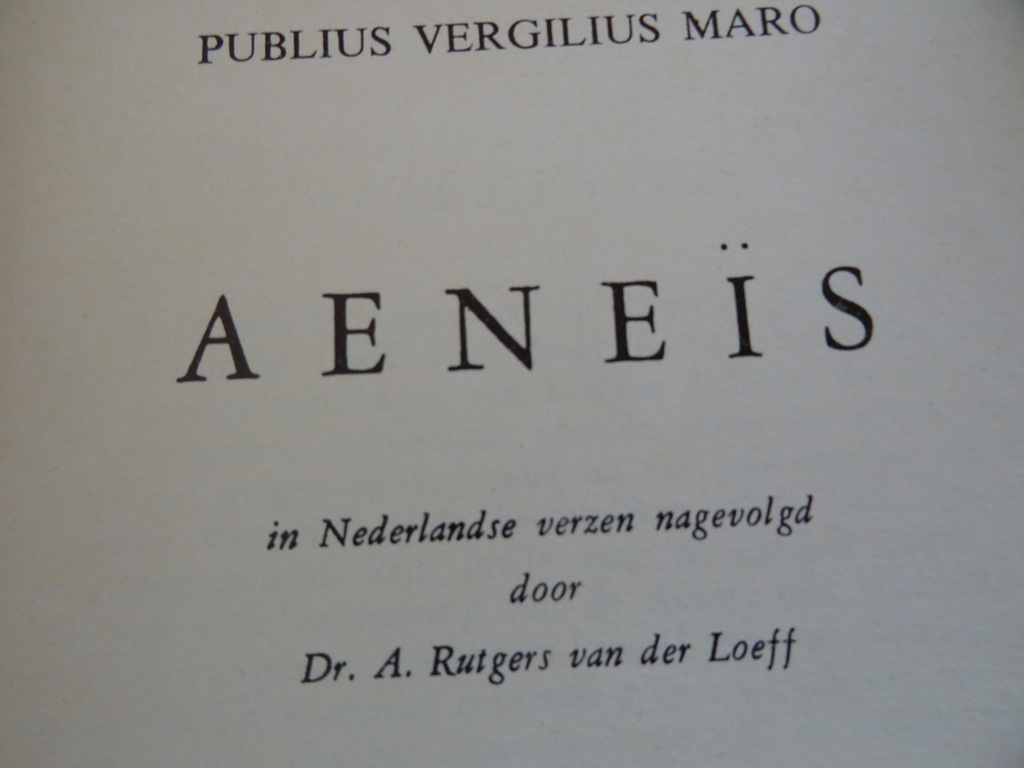 PUBLIUS VERGILIUS MARO
AENEÏS
in Nederlandse verzen nagevolgd
door
Dr. A. Rutgers van der Loeff